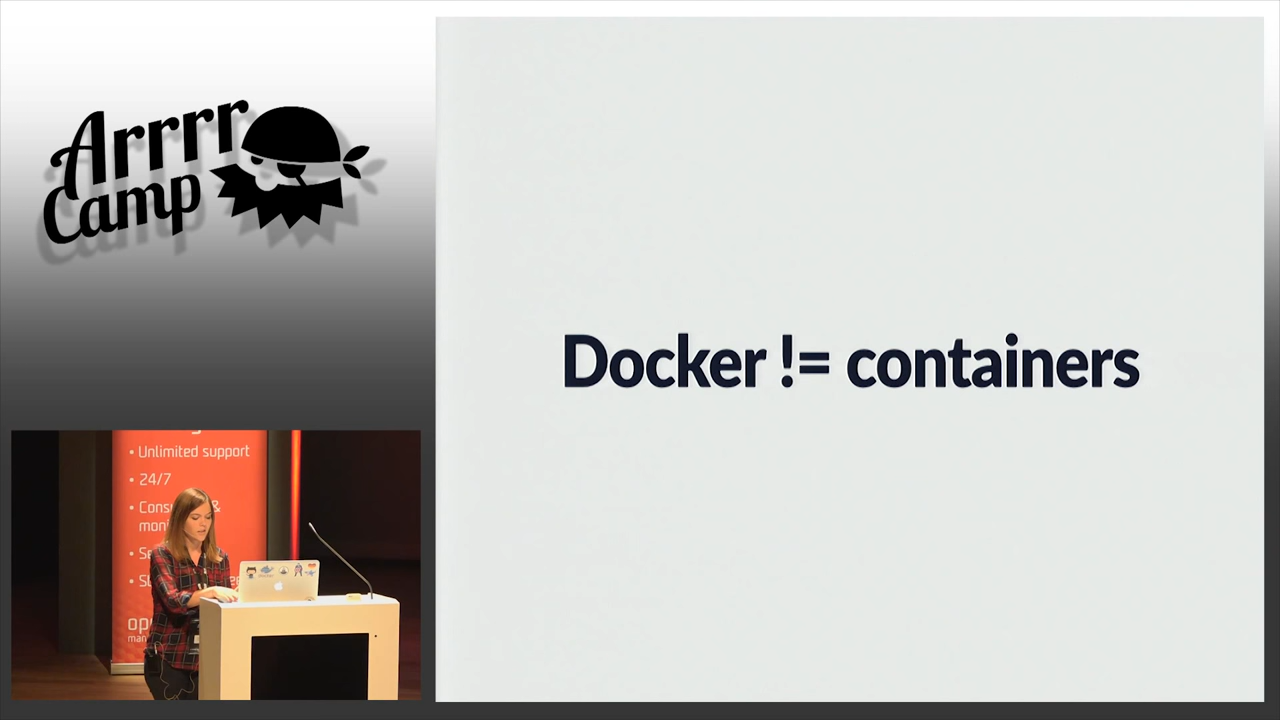 Arrrr
Camp
Docker != containers
• Unlimited support
• 24/7
&